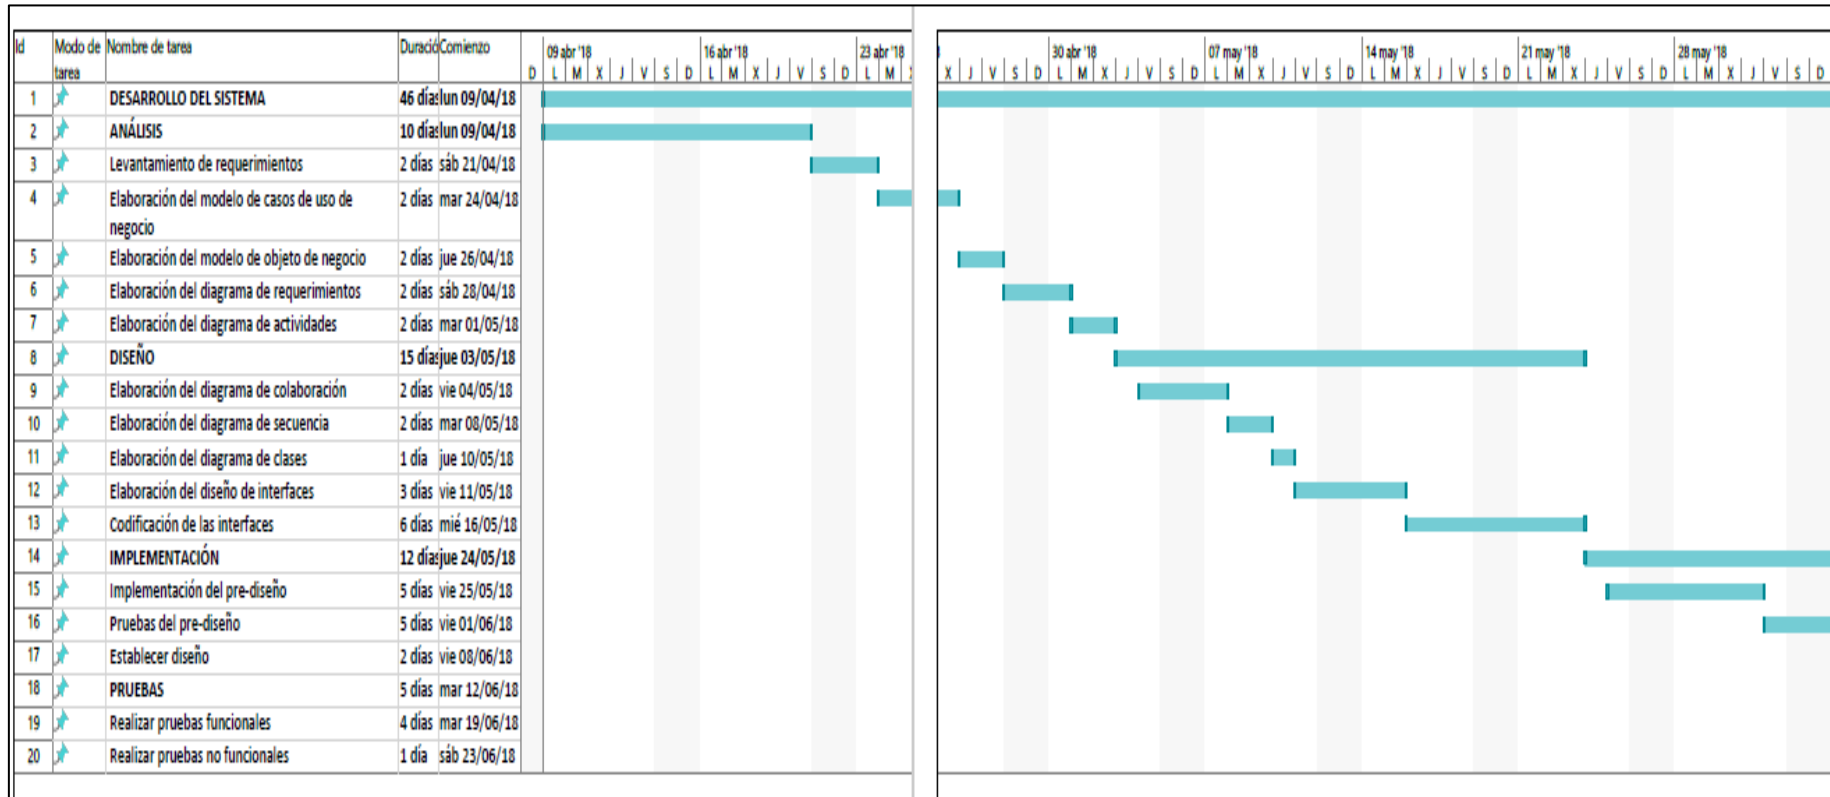 Id Modo de tarea Nombre de tarea Duració Comienzo
09 abr '18 16 abr '18 23 abr '18 30 abr '18 07 may '18 14 may '18 21 may '18 28 may '18
D L M X J V S D L M X J V S D L M X J V S D L M X J V S D L M X J V S D L M X J V S D L M X J V S D L M X J V S D
1 DESARROLLO DEL SISTEMA 46 días lun 09/04/18
2 ANÁLISIS 10 días lun 09/04/18
3 Levantamiento de requerimientos 2 días sáb 21/04/18
4 Elaboración del modelo de casos de uso de negocio 2 días mar 24/04/18
5 Elaboración del modelo de objeto de negocio 2 días jue 26/04/18
6 Elaboración del diagrama de requerimientos 2 días sáb 28/04/18
7 Elaboración del diagrama de actividades 2 días mar 01/05/18
8 DISEÑO 15 días jue 03/05/18
9 Elaboración del diagrama de colaboración 2 días vie 04/05/18
10 Elaboración del diagrama de secuencia 2 días mar 08/05/18
11 Elaboración del diagrama de clases 1 día jue 10/05/18
12 Elaboración del diseño de interfaces 3 días vie 11/05/18
13 Codificación de las interfaces 6 días mié 16/05/18
14 IMPLEMENTACIÓN 12 días jue 24/05/18
15 Implementación del pre-diseño 5 días vie 25/05/18
16 Pruebas del pre-diseño 5 días vie 01/06/18
17 Establecer diseño 2 días vie 08/06/18
18 PRUEBAS 5 días mar 12/06/18
19 Realizar pruebas funcionales 4 días mar 19/06/18
20 Realizar pruebas no funcionales 1 día sáb 23/06/18